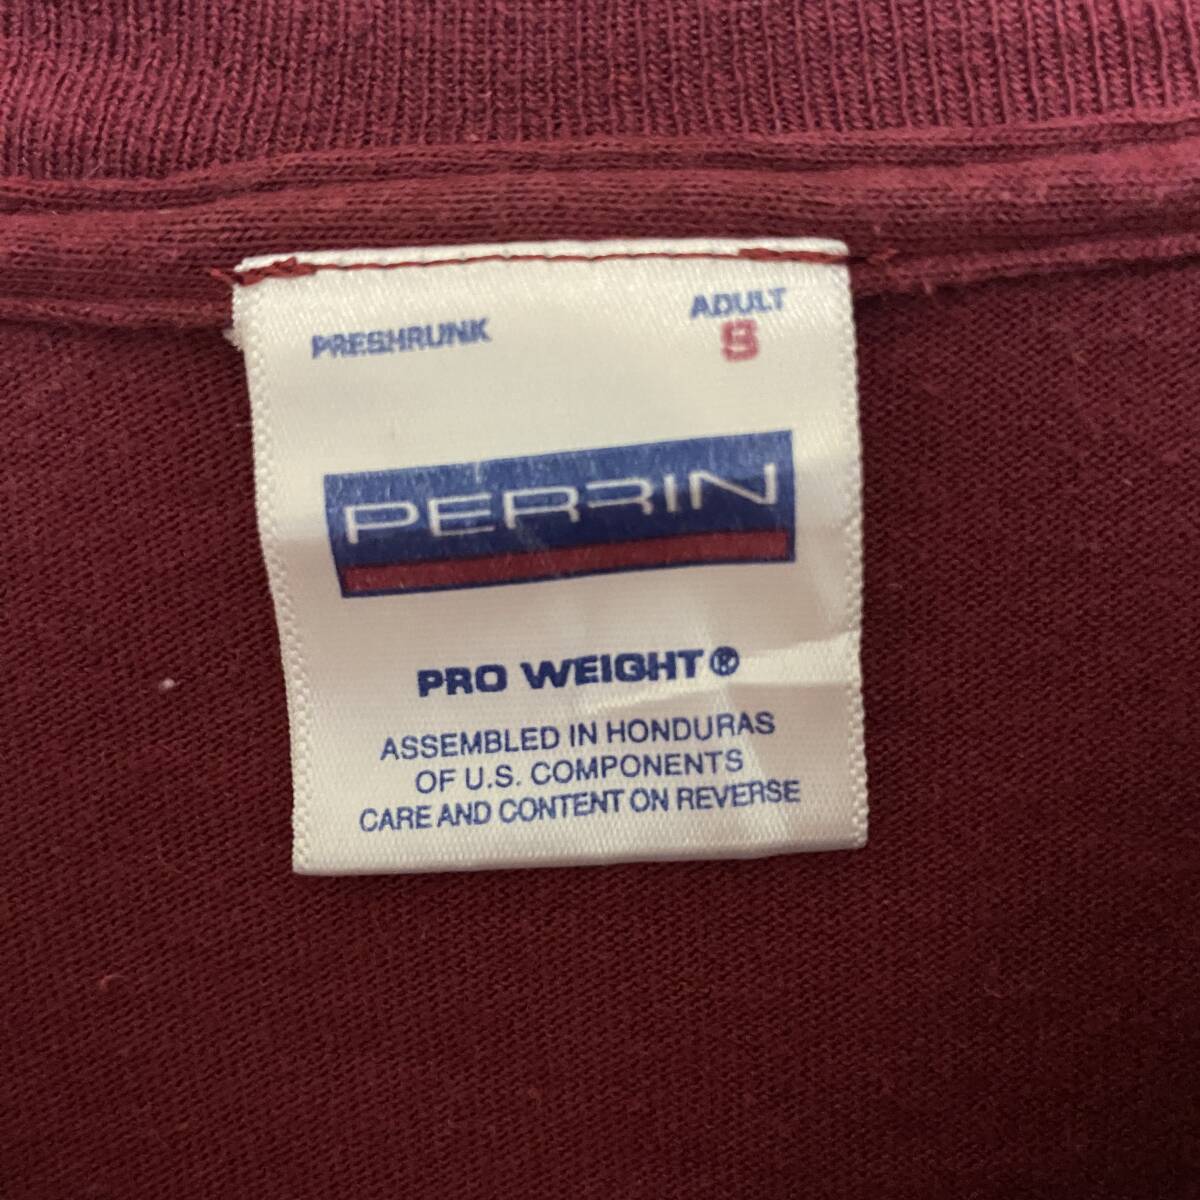 PRESHRUNK
ADULT
S
PERRIN
PRO WEIGHT®
ASSEMBLED IN HONDURAS
OF U.S. COMPONENTS
CARE AND CONTENT ON REVERSE